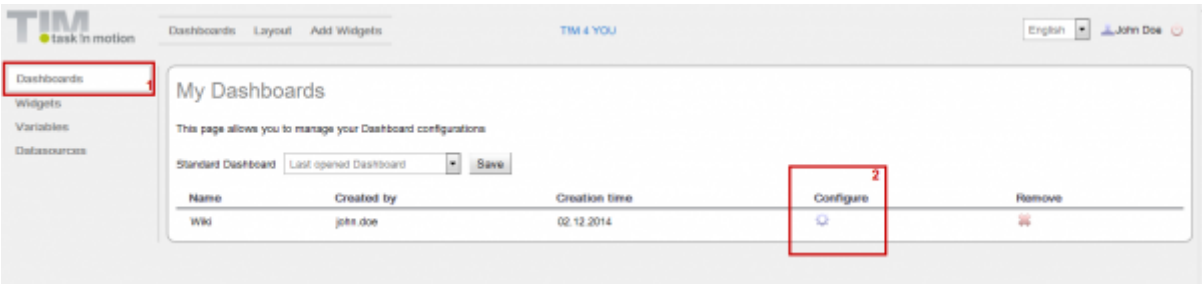 TIM
task in motion
Dashboards Layout Add Widgets
TIM 4 YOU
English
John Doe
Dashboards 1
Widgets
Variables
Datasources
My Dashboards
This page allows you to manage your Dashboard configurations
Standard Dashboard Last opened Dashboard Save
2
Name Created by Creation time Configure Remove
Wiki john.doe 02.12.2014